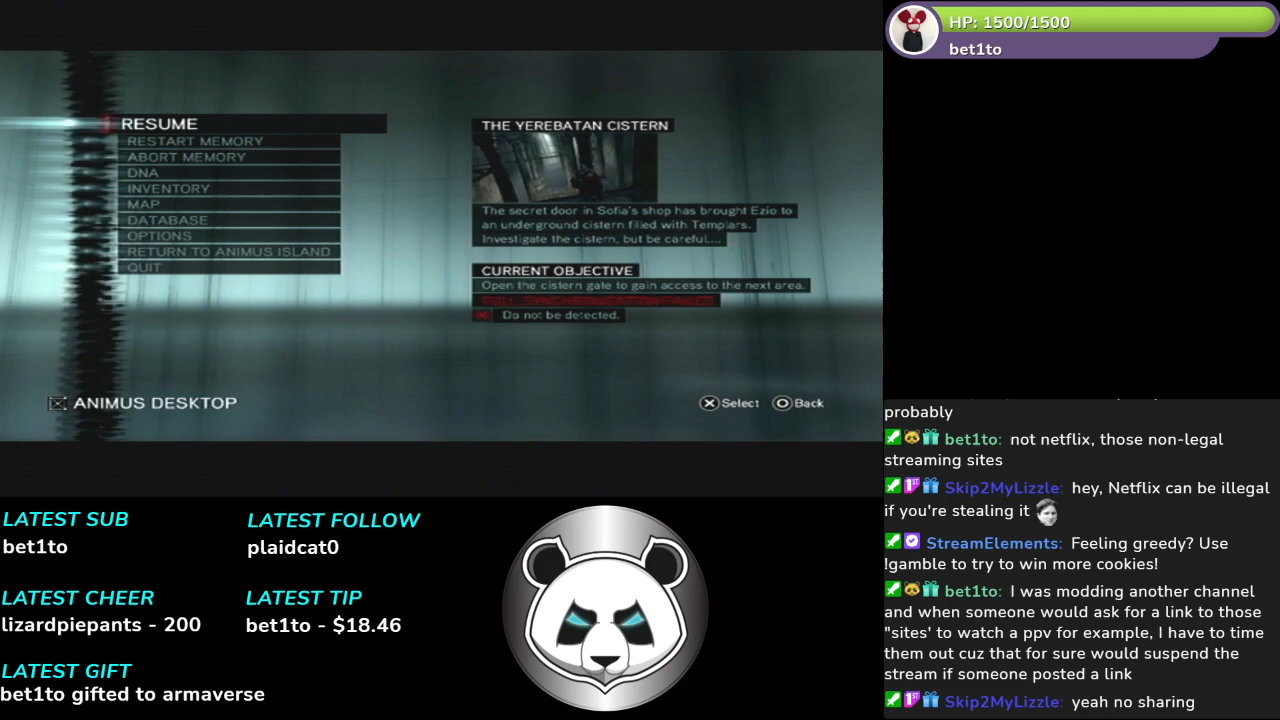 RESUME
RESTART MEMORY
ABORT MEMORY
DNA
INVENTORY
MAP
DATABASE
OPTIONS
RETURN TO ANIMUS ISLAND
QUIT
THE YEREBATAN CISTERN
The secret door in Sofia's shop has brought Ezio to
an underground cistern filled with Templars.
Investigate the cistern, but be careful....
CURRENT OBJECTIVE
Open the cistern gate to gain access to the next area.
FULL SYNCHRONIZATION FAILED
Do not be detected.
ANIMUS DESKTOP
Select
Back
LATEST SUB
bet1to
LATEST FOLLOW
plaidcat0
LATEST CHEER
lizardpiepants - 200
LATEST TIP
bet1to - $18.46
LATEST GIFT
bet1to gifted to armaverse
HP: 1500/1500
bet1to
probably
bet1to: not netflix, those non-legal
streaming sites
Skip2MyLizzle: hey, Netflix can be illegal
if you're stealing it
StreamElements: Feeling greedy? Use
!gamble to try to win more cookies!
bet1to: I was modding another channel
and when someone would ask for a link to those
"sites' to watch a ppv for example, I have to time
them out cuz that for sure would suspend the
stream if someone posted a link
Skip2MyLizzle: yeah no sharing